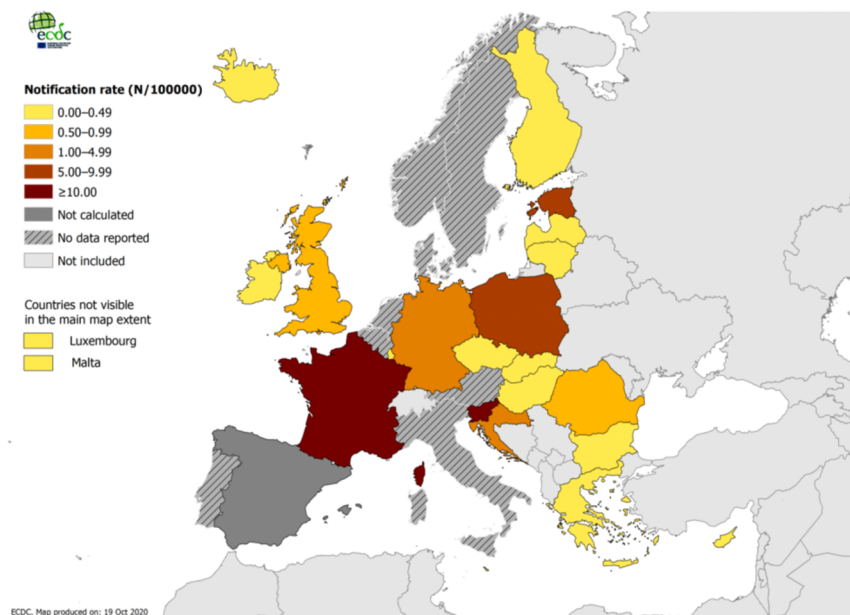 ecdc
Notification rate (N/100000)
0.00–0.49
0.50–0.99
1.00–4.99
5.00–9.99
≥10.00
Not calculated
No data reported
Not included
Countries not visible
in the main map extent
Luxembourg
Malta
ECDC. Map produced on: 19 Oct 2020